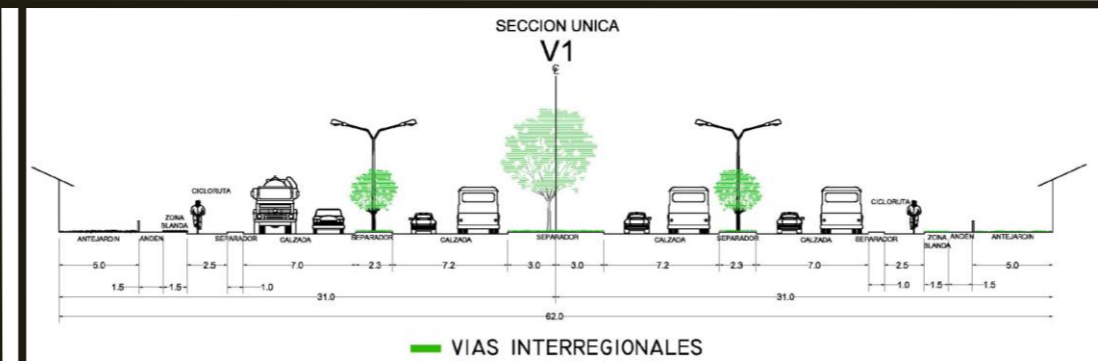 SECCION UNICA
V1
CICLORUTA
CICLORUTA
ZONA
BLANDA
ANTEJARDIN ANDEN SEPARADOR CALZADA SEPARADOR CALZADA SEPARADOR CALZADA SEPARADOR CALZADA SEPARADOR ZONA BLANDA ANDEN ANTEJARDIN
5.0 2.5 7.0 2.3 7.2 3.0 3.0 7.2 2.3 7.0 2.5 5.0
1.5 1.5 1.0 1.0 1.5 1.5
31.0 31.0
62.0
VIAS INTERREGIONALES